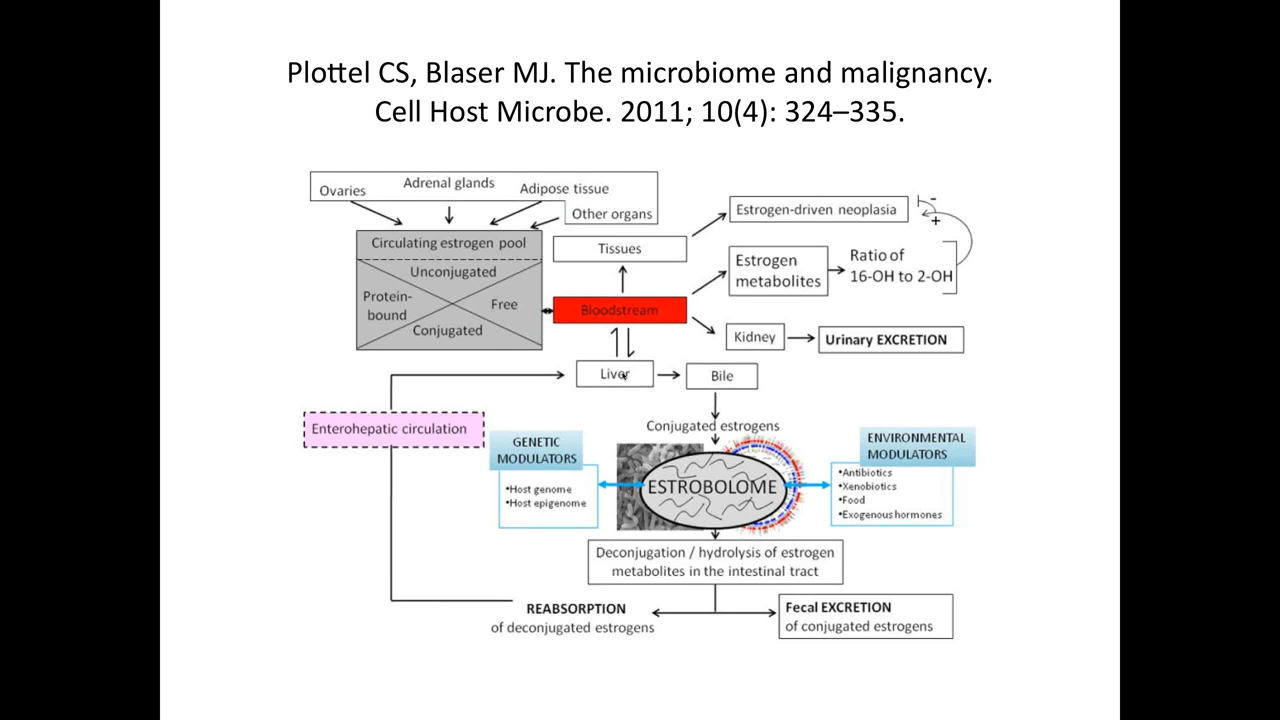 Plottel CS, Blaser MJ. The microbiome and malignancy.
Cell Host Microbe. 2011; 10(4): 324–335.
Ovaries
Adrenal glands
Adipose tissue
Other organs
Circulating estrogen pool
Unconjugated
Protein-
bound
Free
Conjugated
Tissues
Bloodstream
Estrogen-driven neoplasia
-
+
Estrogen
metabolites
Ratio of
16-OH to 2-OH
Kidney
Urinary EXCRETION
Liver
Bile
Enterohepatic circulation
Conjugated estrogens
GENETIC
MODULATORS
•Host genome
•Host epigenome
ESTROBOLOME
ENVIRONMENTAL
MODULATORS
•Antibiotics
•Xenobiotics
•Food
•Exogenous hormones
Deconjugation / hydrolysis of estrogen
metabolites in the intestinal tract
REABSORPTION
of deconjugated estrogens
Fecal EXCRETION
of conjugated estrogens